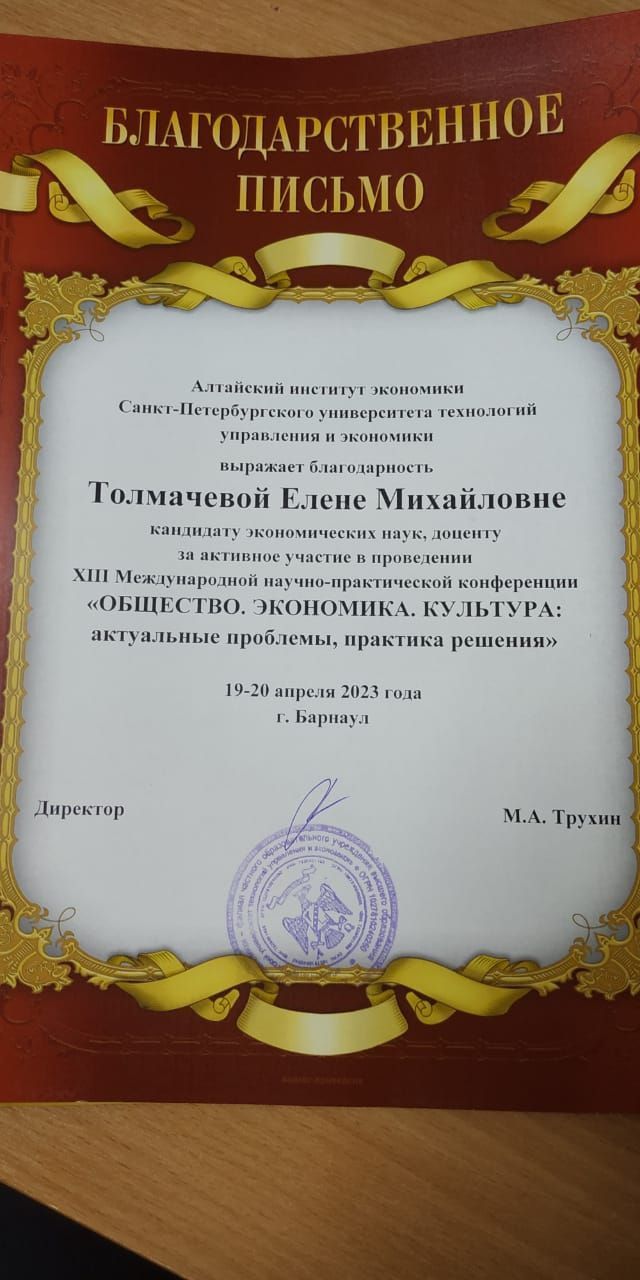 БЛАГОДАРСТВЕННОЕ
ПИСЬМО
Алтайский институт экономики
Санкт-Петербургского университета технологий
управления и экономики
выражает благодарность
Толмачевой Елене Михайловне
кандидату экономических наук, доценту
за активное участие в проведении
XIII Международной научно-практической конференции
«ОБЩЕСТВО. ЭКОНОМИКА. КУЛЬТУРА:
актуальные проблемы, практика решения»
19-20 апреля 2023 года
г. Барнаул
Директор
М.А. Трухин